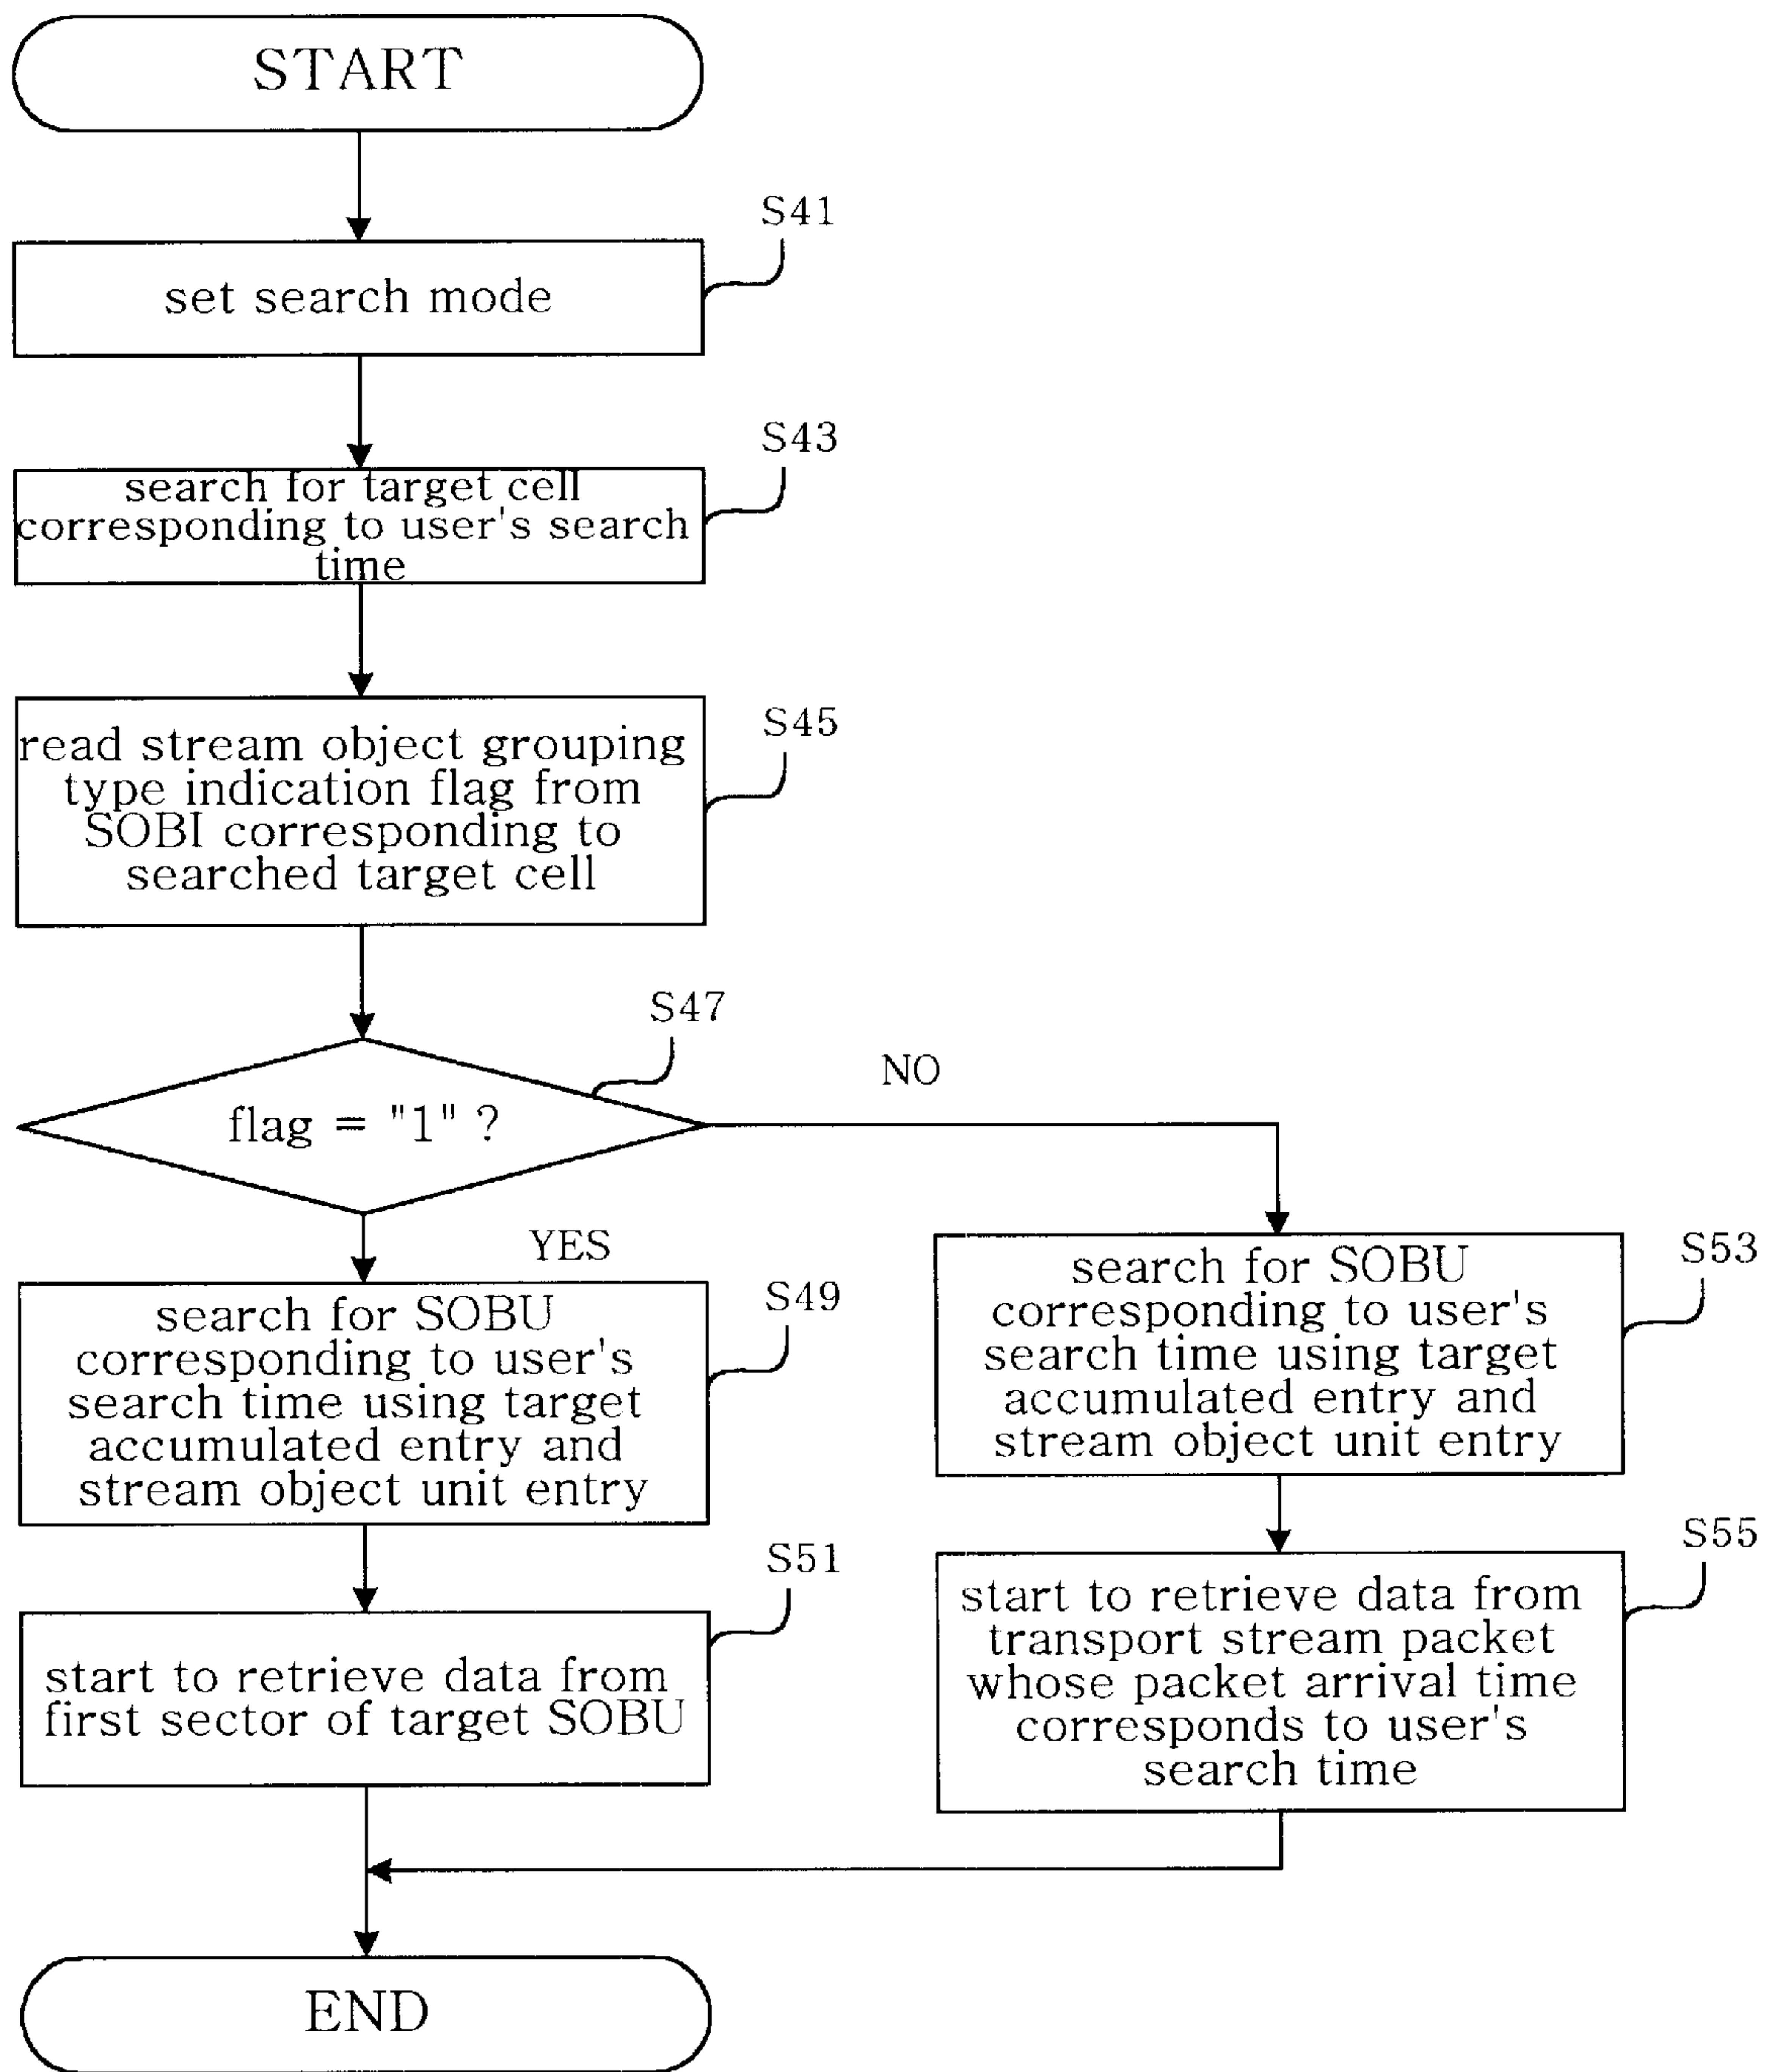 START
S41
set search mode
S43
search for target cell
corresponding to user's search
time
S45
read stream object grouping
type indication flag from
SOBI corresponding to
searched target cell
S47
flag = "1" ?
NO
YES
S49
search for SOBU
corresponding to user's
search time using target
accumulated entry and
stream object unit entry
S53
search for SOBU
corresponding to user's
search time using target
accumulated entry and
stream object unit entry
S51
start to retrieve data from
first sector of target SOBU
S55
start to retrieve data from
transport stream packet
whose packet arrival time
corresponds to user's
search time
END